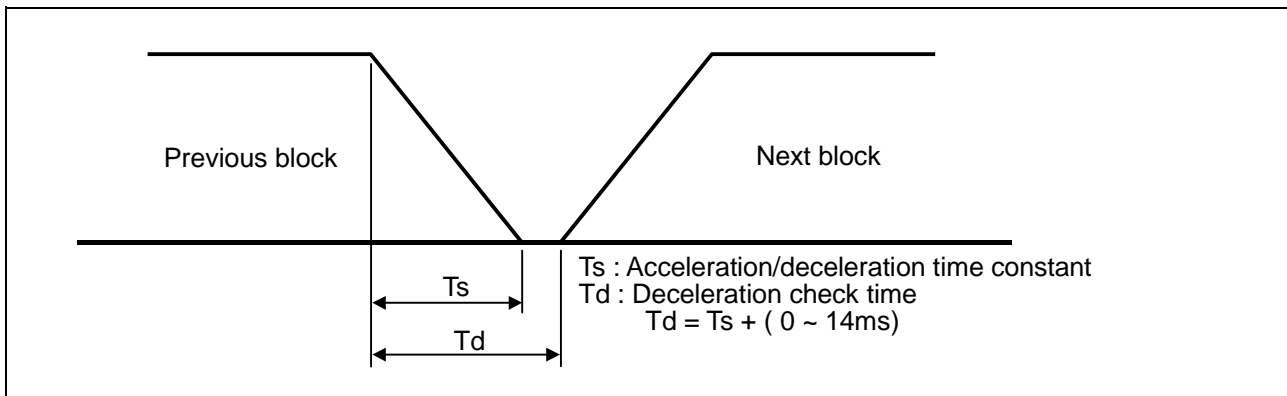 Previous block
Next block
Ts : Acceleration/deceleration time constant
Ts
Td : Deceleration check time
Td = Ts + ( 0 ~ 14ms)
Td